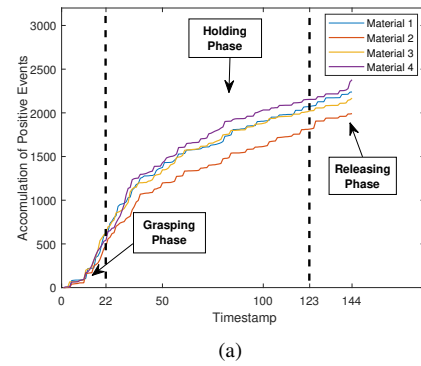 Material 1
Material 2
Material 3
Material 4
Holding
Phase
Grasping
Phase
Releasing
Phase
Accomulation of Positive Events
3000
2500
2000
1500
1000
500
0
0 22 50 100 123 144
Timestamp
(a)